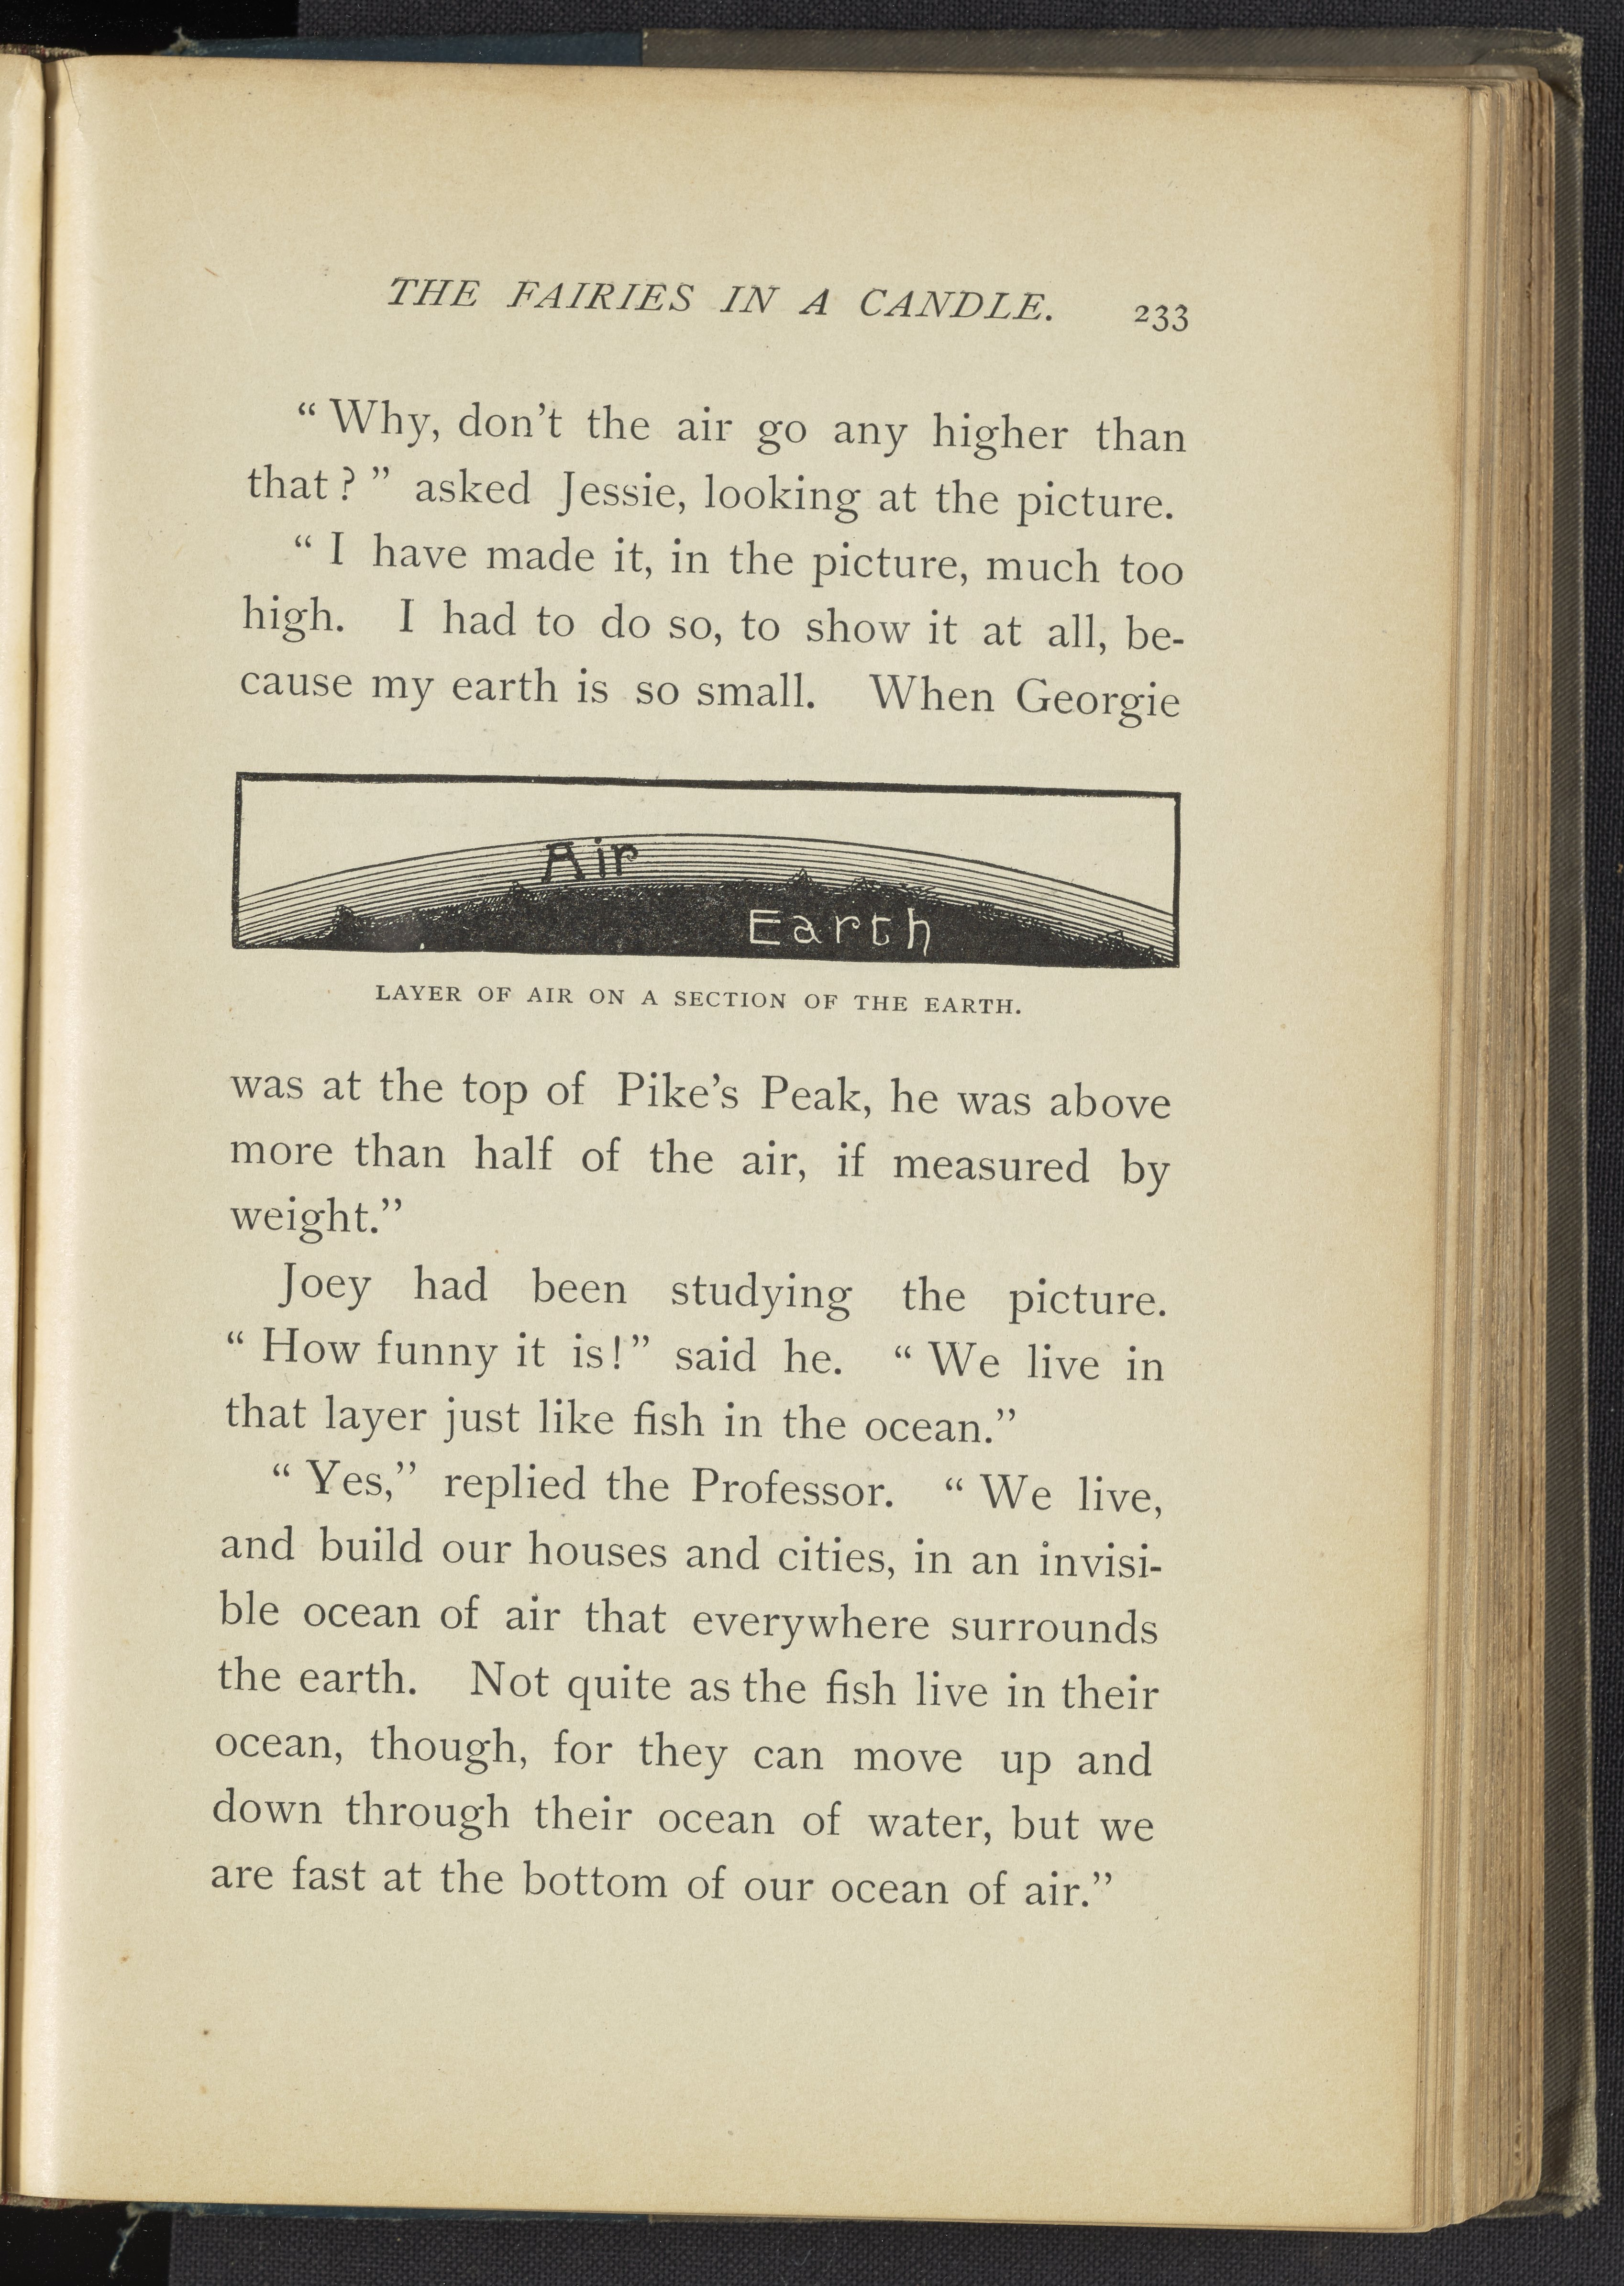 THE FAIRIES IN A CANDLE. 233
“Why, don’t the air go any higher than
that?” asked Jessie, looking at the picture.
“I have made it, in the picture, much too
high. I had to do so, to show it at all, be-
cause my earth is so small. When Georgie
Air
Earth
LAYER OF AIR ON A SECTION OF THE EARTH.
was at the top of Pike’s Peak, he was above
more than half of the air, if measured by
weight.”
Joey had been studying the picture.
“How funny it is!” said he. “We live in
that layer just like fish in the ocean.”
“Yes,” replied the Professor. “We live,
and build our houses and cities, in an invisi-
ble ocean of air that everywhere surrounds
the earth. Not quite as the fish live in their
ocean, though, for they can move up and
down through their ocean of water, but we
are fast at the bottom of our ocean of air.”